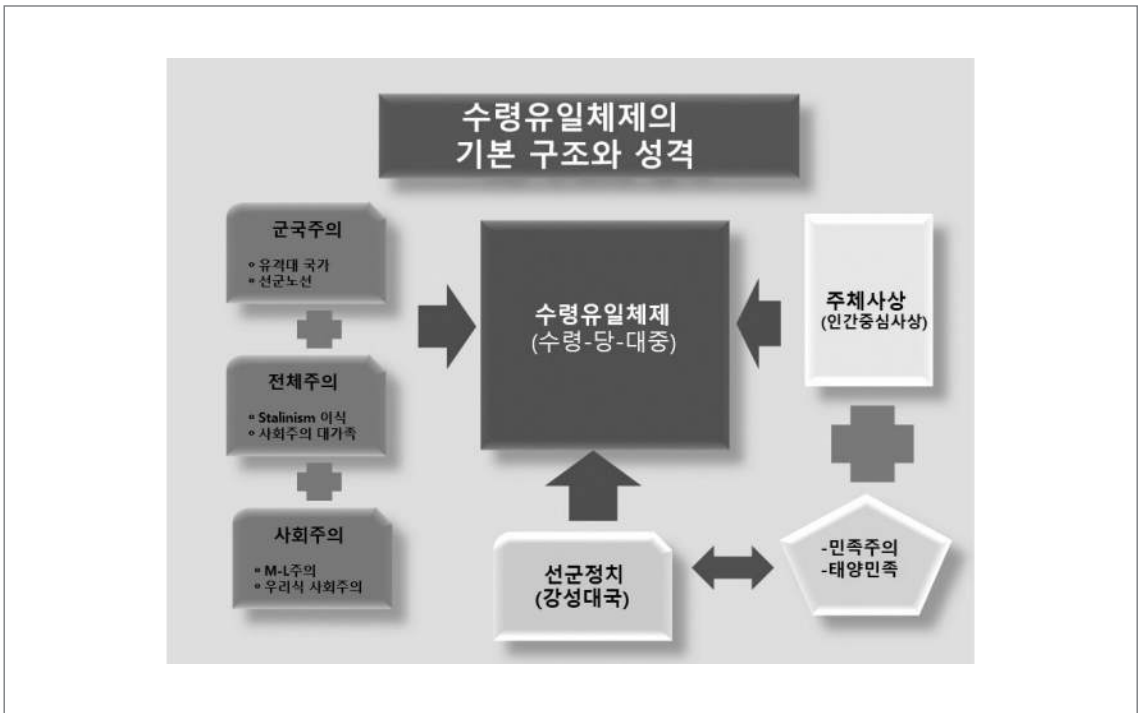 수령유일체제의
기본 구조와 성격
군국주의
유격대 국가
선군노선
전체주의
Stalinism 이식
사회주의 대가족
사회주의
M-L주의
우리식 사회주의
수령유일체제
(수령-당-대중)
주체사상
(인간중심사상)
선군정치
(강성대국)
-민족주의
-태양민족